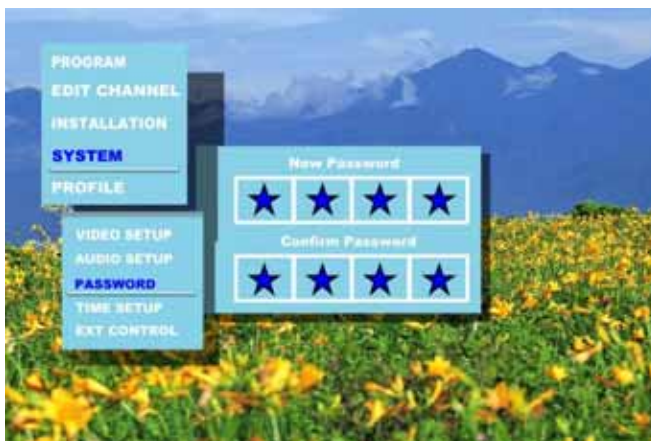 PROGRAM
EDIT CHANNEL
INSTALLATION
SYSTEM
PROFILE
VIDEO SETUP
AUDIO SETUP
PASSWORD
TIME SETUP
EXT CONTROL
New Password
Confirm Password